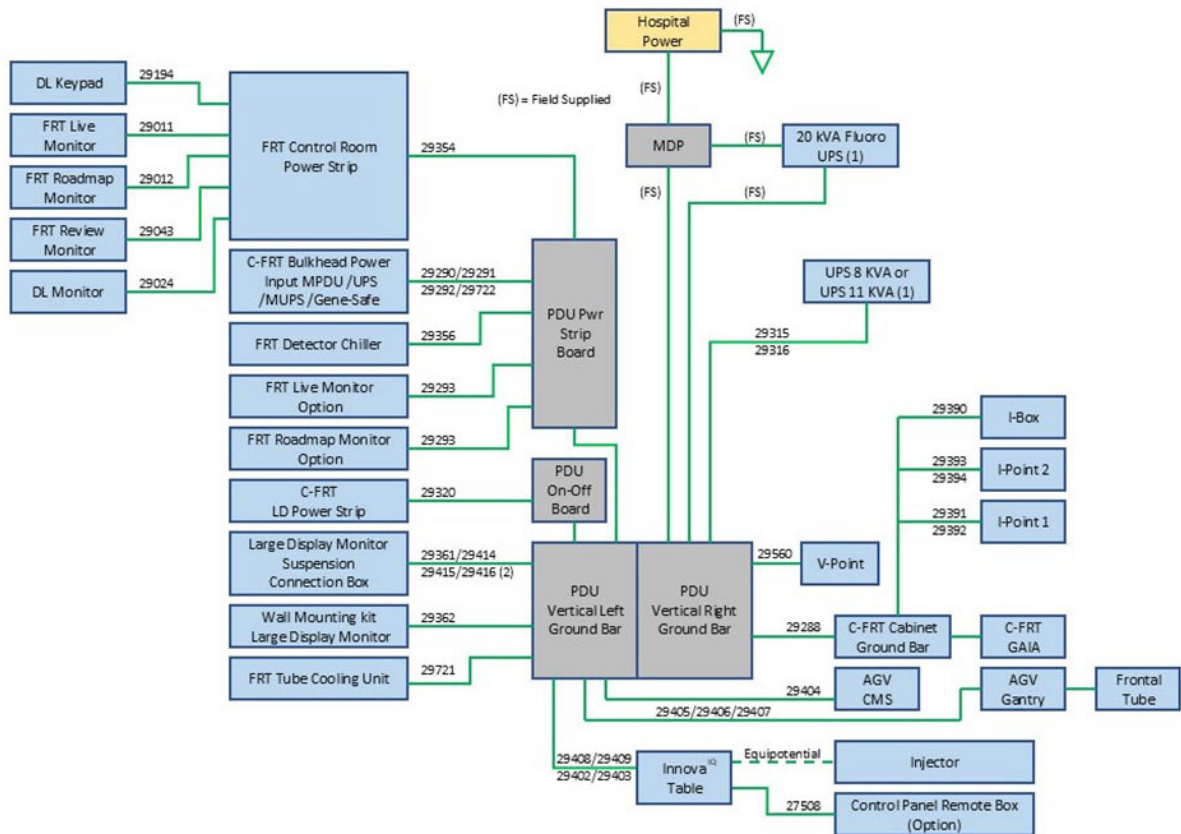 Hospital
Power
(FS)
(FS)
(FS) = Field Supplied
MDP
(FS)
20 kVA Fluoro
UPS (1)
(FS)
(FS)
DL Keypad
29194
FRT Live
Monitor
29011
FRT Roadmap
Monitor
29012
FRT Review
Monitor
29043
DL Monitor
29024
FRT Control Room
Power Strip
29354
C-FRT Bulkhead Power
Input MPDU /UPS
/MUPS /Gene-Safe
29290/29291
29292/29722
FRT Detector Chiller
29356
FRT Live Monitor
Option
29293
FRT Roadmap Monitor
Option
29293
C-FRT
LD Power Strip
29320
Large Display Monitor
Suspension
Connection Box
29361/29414
29415/29416 (2)
Wall Mounting kit
Large Display Monitor
29362
FRT Tube Cooling Unit
29721
PDU Pwr
Strip
Board
PDU
On-Off
Board
PDU
Vertical Left
Ground Bar
PDU
Vertical Right
Ground Bar
UPS 8 KVA or
UPS 11 KVA (1)
29315
29316
29390
I-Box
29393
29394
I-Point 2
29391
29392
I-Point 1
29560
V-Point
29288
C-FRT Cabinet
Ground Bar
C-FRT
GAIA
29404
AGV
CMS
29405/29406/29407
AGV
Gantry
Frontal
Tube
29408/29409
29402/29403
Innova IQ
Table
Equipotential
Injector
27508
Control Panel Remote Box
(Option)